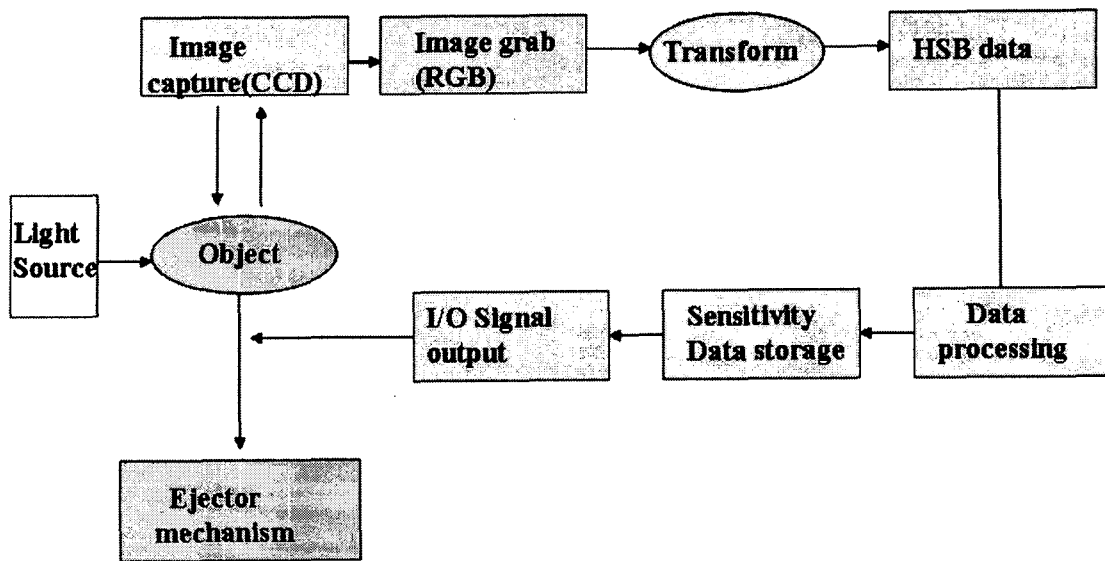 Image
capture(CCD)
Image grab
(RGB)
Transform
HSB data
Light
Source
Object
I/O Signal
output
Sensitivity
Data storage
Data
processing
Ejector
mechanism